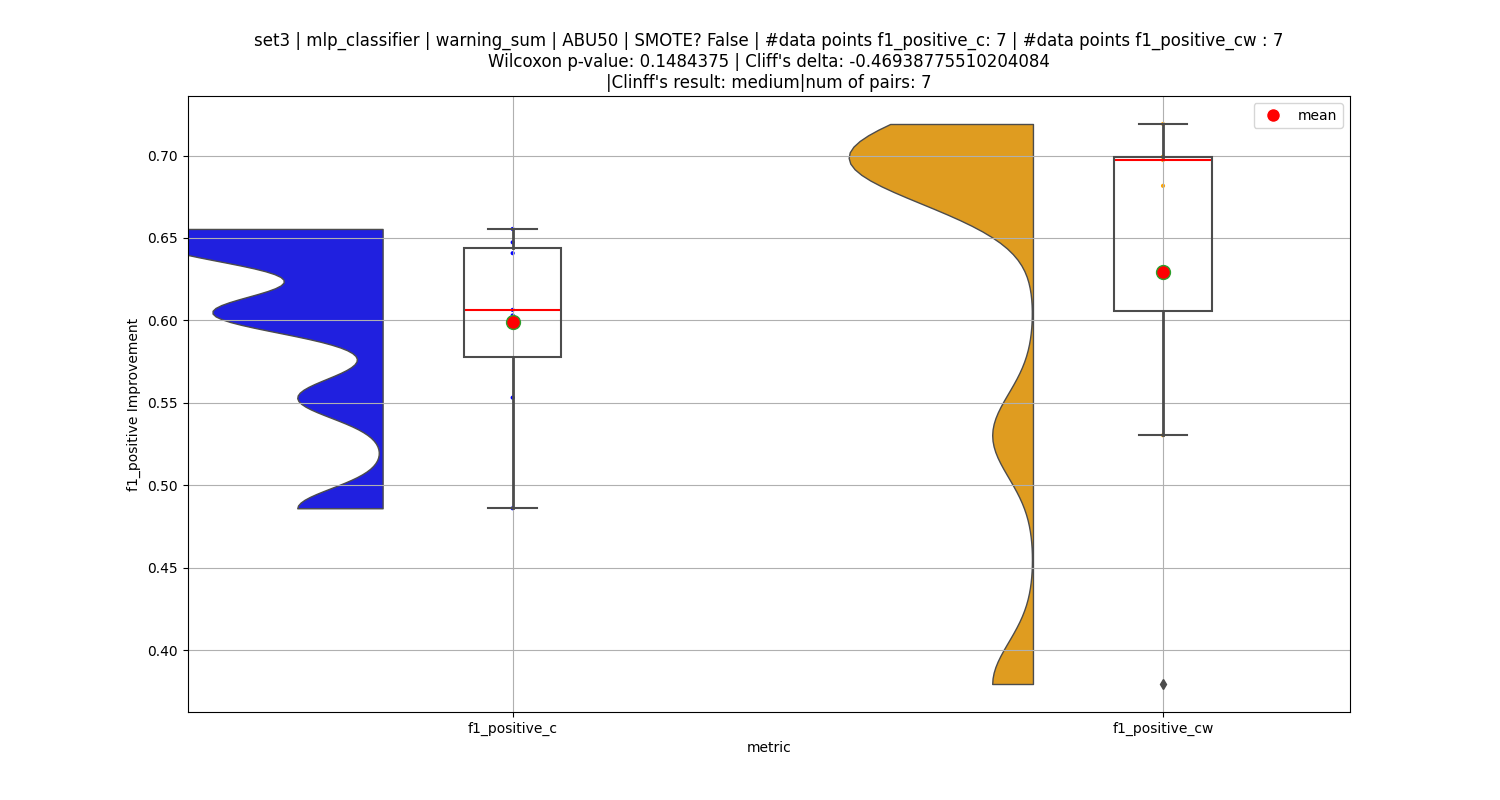 set3 | mlp_classifier | warning_sum | ABU50 | SMOTE? False | #data points f1_positive_c: 7 | #data points f1_positive_cw : 7
Wilcoxon p-value: 0.1484375 | Cliff's delta: -0.46938775510204084
|Clinff's result: medium|num of pairs: 7
mean
0.70
0.65
0.60
0.55
0.50
0.45
0.40
f1_positive Improvement
f1_positive_c
f1_positive_cw
metric